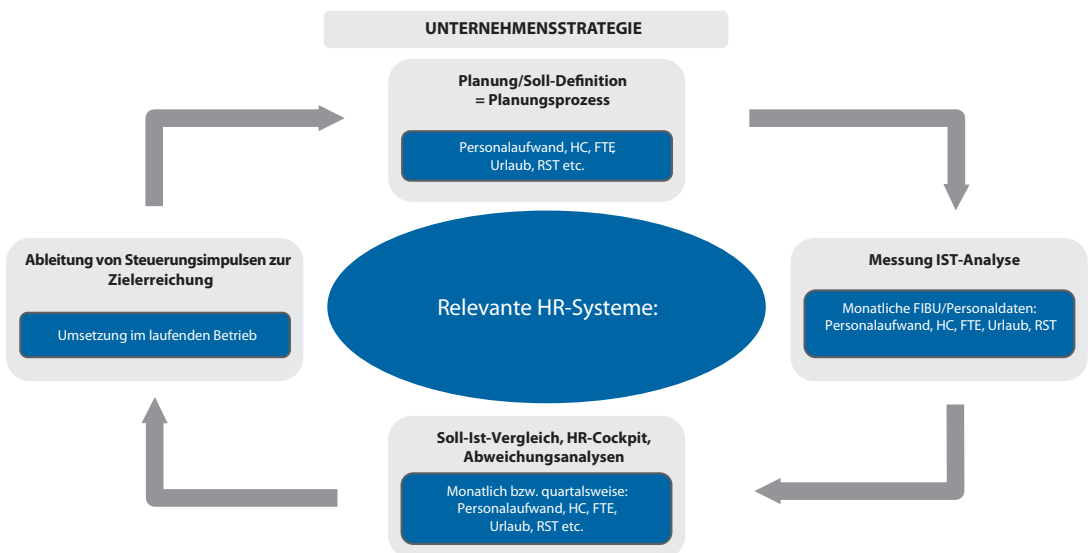 UNTERNEHMENSSTRATEGIE
Planung/Soll-Definition
= Planungsprozess
Personalaufwand, HC, FTE,
Urlaub, RST etc.
Messung IST-Analyse
Monatliche FIBU/Personaldaten:
Personalaufwand, HC, FTE, Urlaub, RST
Soll-Ist-Vergleich, HR-Cockpit,
Abweichungsanalysen
Monatlich bzw. quartalsweise:
Personalaufwand, HC, FTE,
Urlaub, RST etc.
Ableitung von Steuerungsimpulsen zur
Zielerreichung
Umsetzung im laufenden Betrieb
Relevante HR-Systeme: